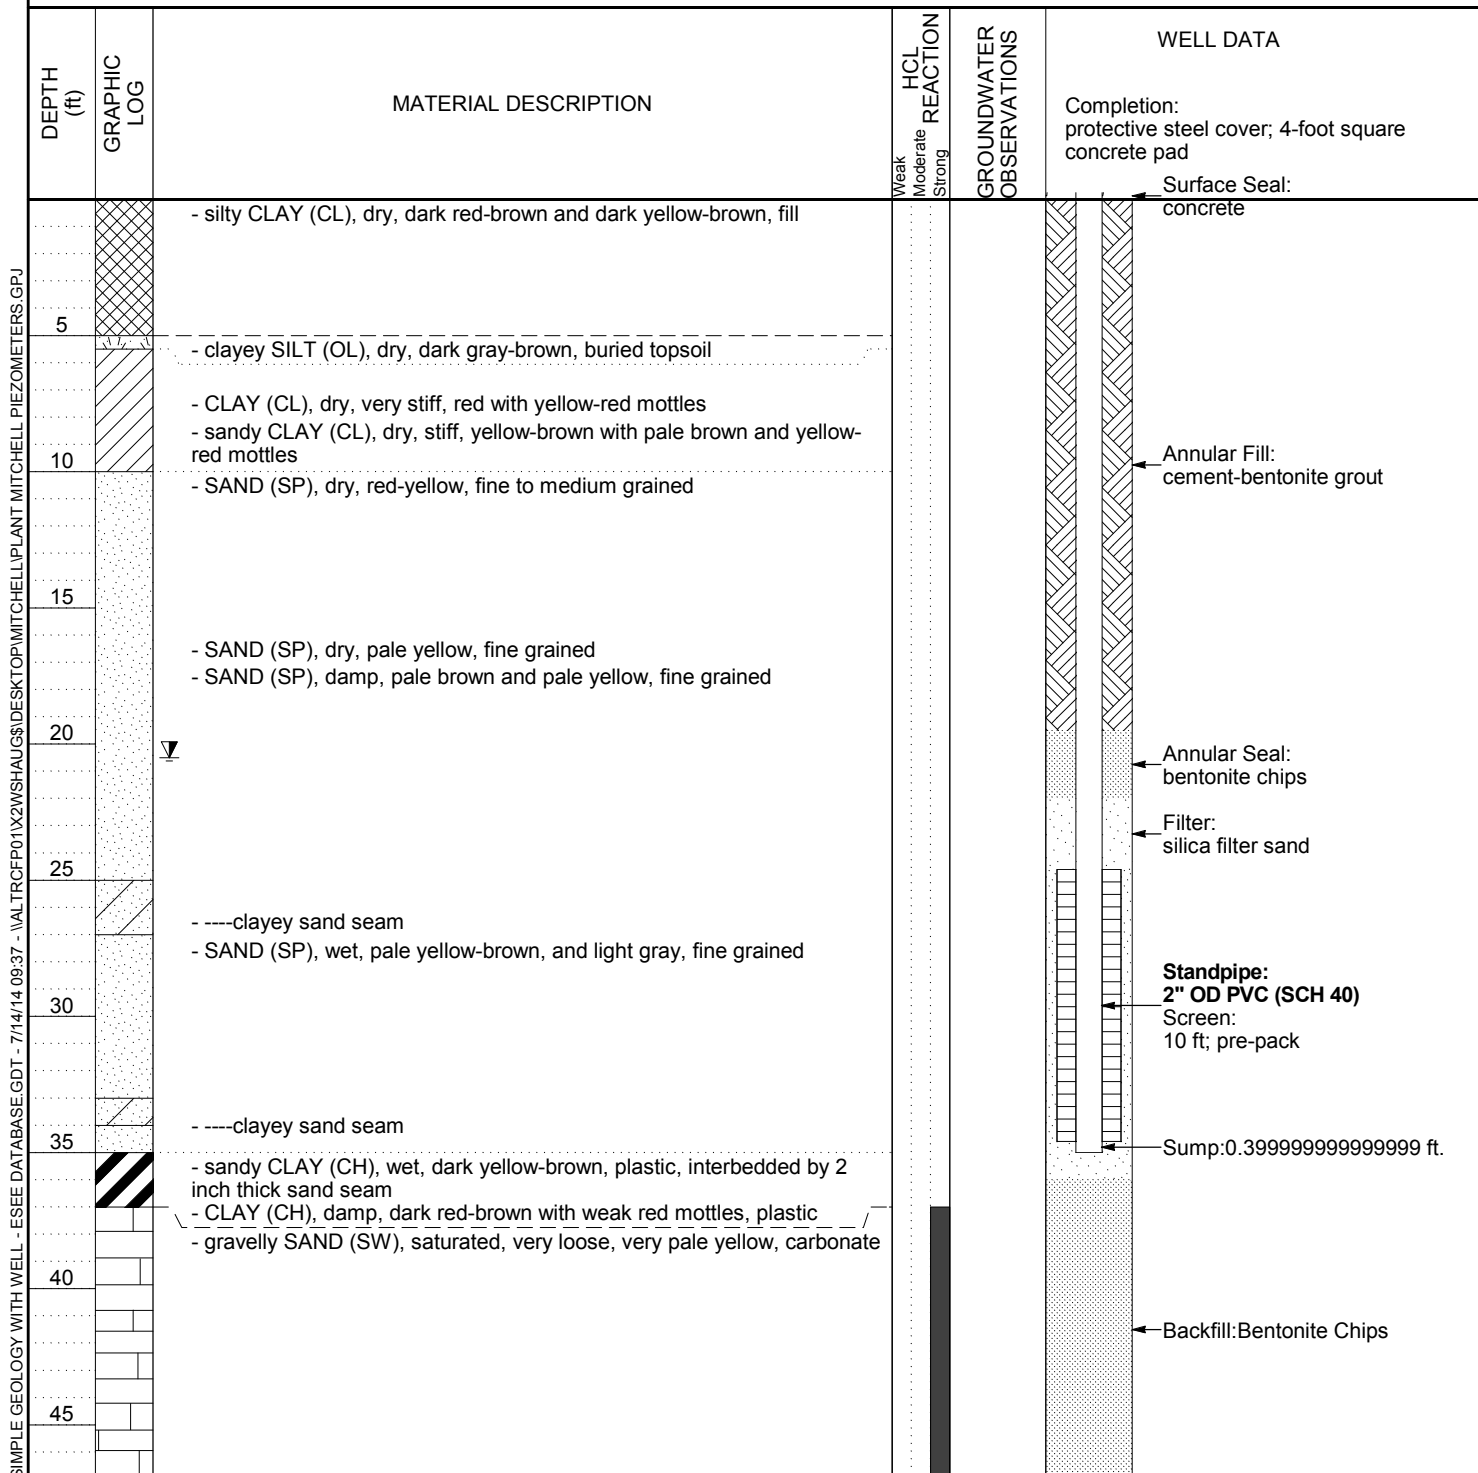 DEPTH
(ft)
GRAPHIC
LOG
MATERIAL DESCRIPTION
HCL
REACTION
Weak
Moderate
Strong
GROUNDWATER
OBSERVATIONS
WELL DATA
Completion:
protective steel cover; 4-foot square
concrete pad
Surface Seal:
concrete
- silty CLAY (CL), dry, dark red-brown and dark yellow-brown, fill
5
- clayey SILT (OL), dry, dark gray-brown, buried topsoil
- CLAY (CL), dry, very stiff, red with yellow-red mottles
- sandy CLAY (CL), dry, stiff, yellow-brown with pale brown and yellow-
red mottles
10
Annular Fill:
cement-bentonite grout
- SAND (SP), dry, red-yellow, fine to medium grained
15
- SAND (SP), dry, pale yellow, fine grained
- SAND (SP), damp, pale brown and pale yellow, fine grained
20
Annular Seal:
bentonite chips
Filter:
silica filter sand
25
- ----clayey sand seam
- SAND (SP), wet, pale yellow-brown, and light gray, fine grained
Standpipe:
2" OD PVC (SCH 40)
Screen:
10 ft; pre-pack
30
- ----clayey sand seam
35
Sump:0.399999999999999 ft.
- sandy CLAY (CH), wet, dark yellow-brown, plastic, interbedded by 2
inch thick sand seam
- CLAY (CH), damp, dark red-brown with weak red mottles, plastic
- gravelly SAND (SW), saturated, very loose, very pale yellow, carbonate
40
Backfill:Bentonite Chips
45
SIMPLE GEOLOGY WITH WELL - ESEE DATABASE.GDT - 7/14/14 09:37 - \\ALTRCFP01\X2WSHAUG$\DESKTOP\MITCHELL\PLANT MITCHELL PIEZOMETERS.GPJ